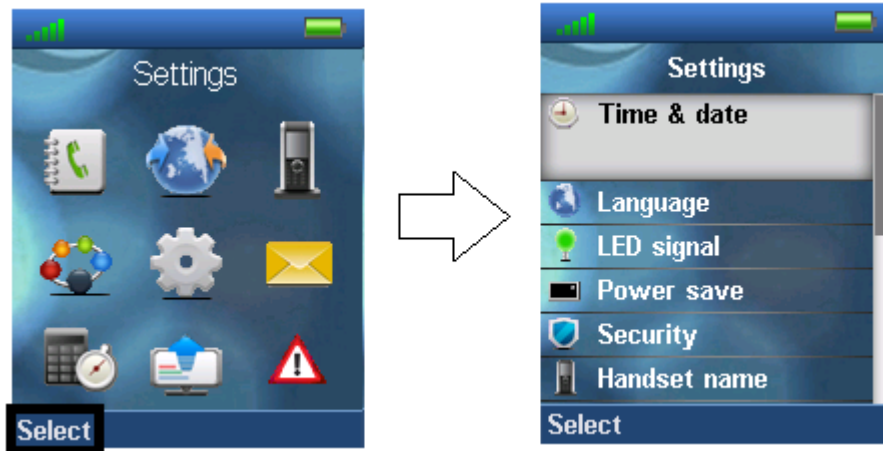 Settings
Select
Settings
Time & date
Language
LED signal
Power save
Security
Handset name
Select